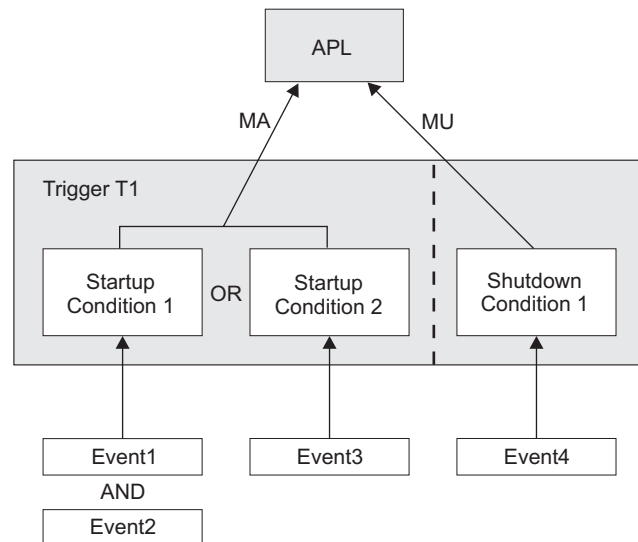 APL
MA
MU
Trigger T1
Startup
Condition 1
OR
Startup
Condition 2
Shutdown
Condition 1
Event1
AND
Event2
Event3
Event4